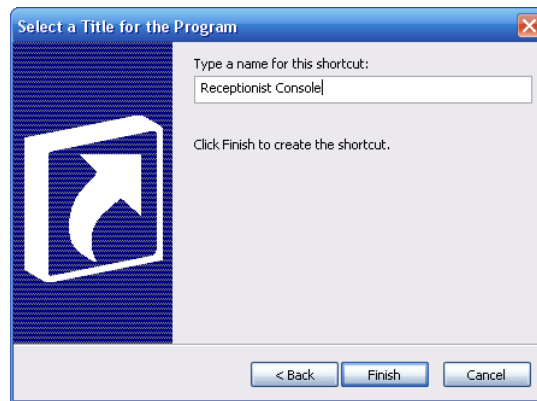 Select a Title for the Program
Type a name for this shortcut:
Receptionist Console
Click Finish to create the shortcut.
< Back
Finish
Cancel